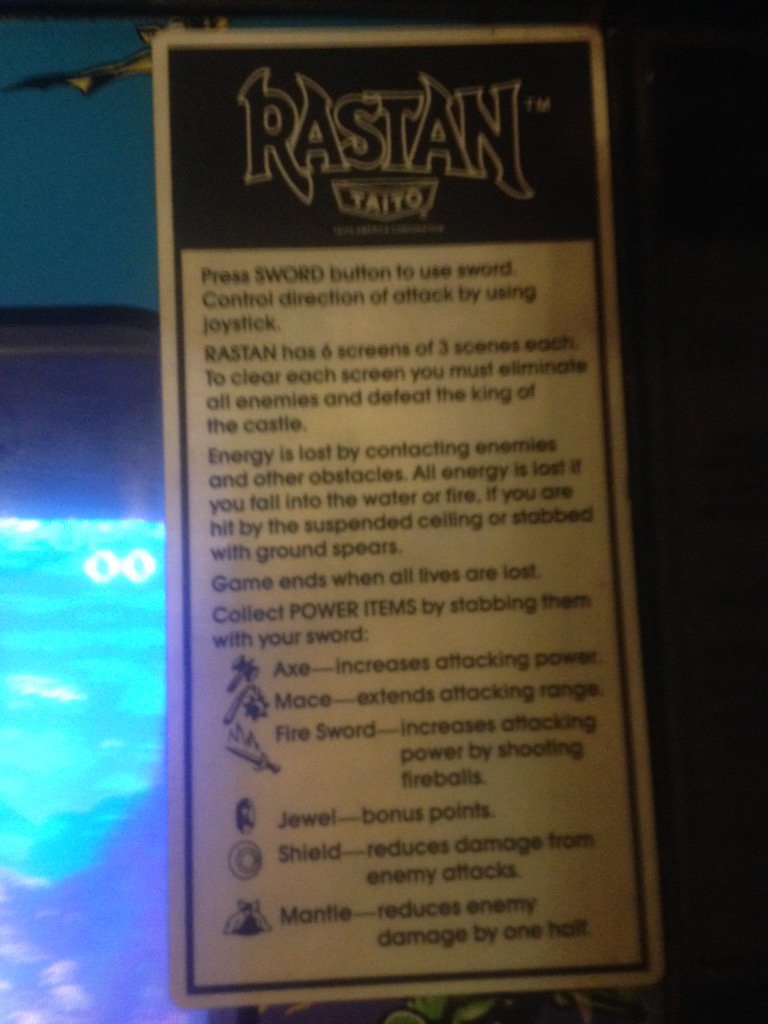 RASTAN™
TAITO
Press SWORD button to use sword.
Control direction of attack by using
joystick.
RASTAN has 6 screens of 3 scenes each.
To clear each screen you must eliminate
all enemies and defeat the king of
the castle.
Energy is lost by contacting enemies
and other obstacles. All energy is lost if
you fall into the water or fire, if you are
hit by the suspended ceiling or stabbed
with ground spears.
Game ends when all lives are lost.
Collect POWER ITEMS by stabbing them
with your sword:
Axe—increases attacking power.
Mace—extends attacking range.
Fire Sword—increases attacking
power by shooting
fireballs.
Jewel—bonus points.
Shield—reduces damage from
enemy attacks.
Mantle—reduces enemy
damage by one half.
00